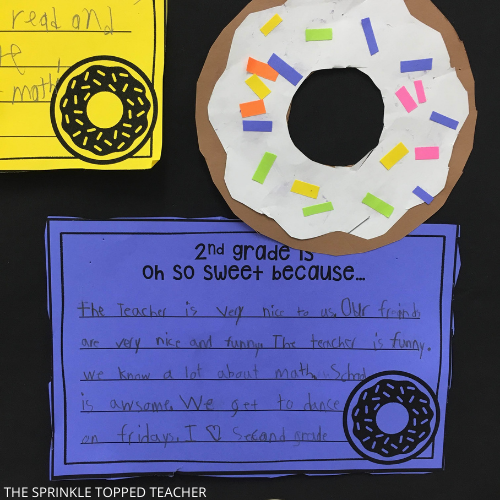 read and
math
2nd grade is
oh so sweet because...
the Teacher is very nice to us. Our friends
are very nice and funny. The teacher is funny.
we know a lot about math. School
is awsome. We get to dance
on friday. I ♡ Second grade
THE SPRINKLE TOPPED TEACHER